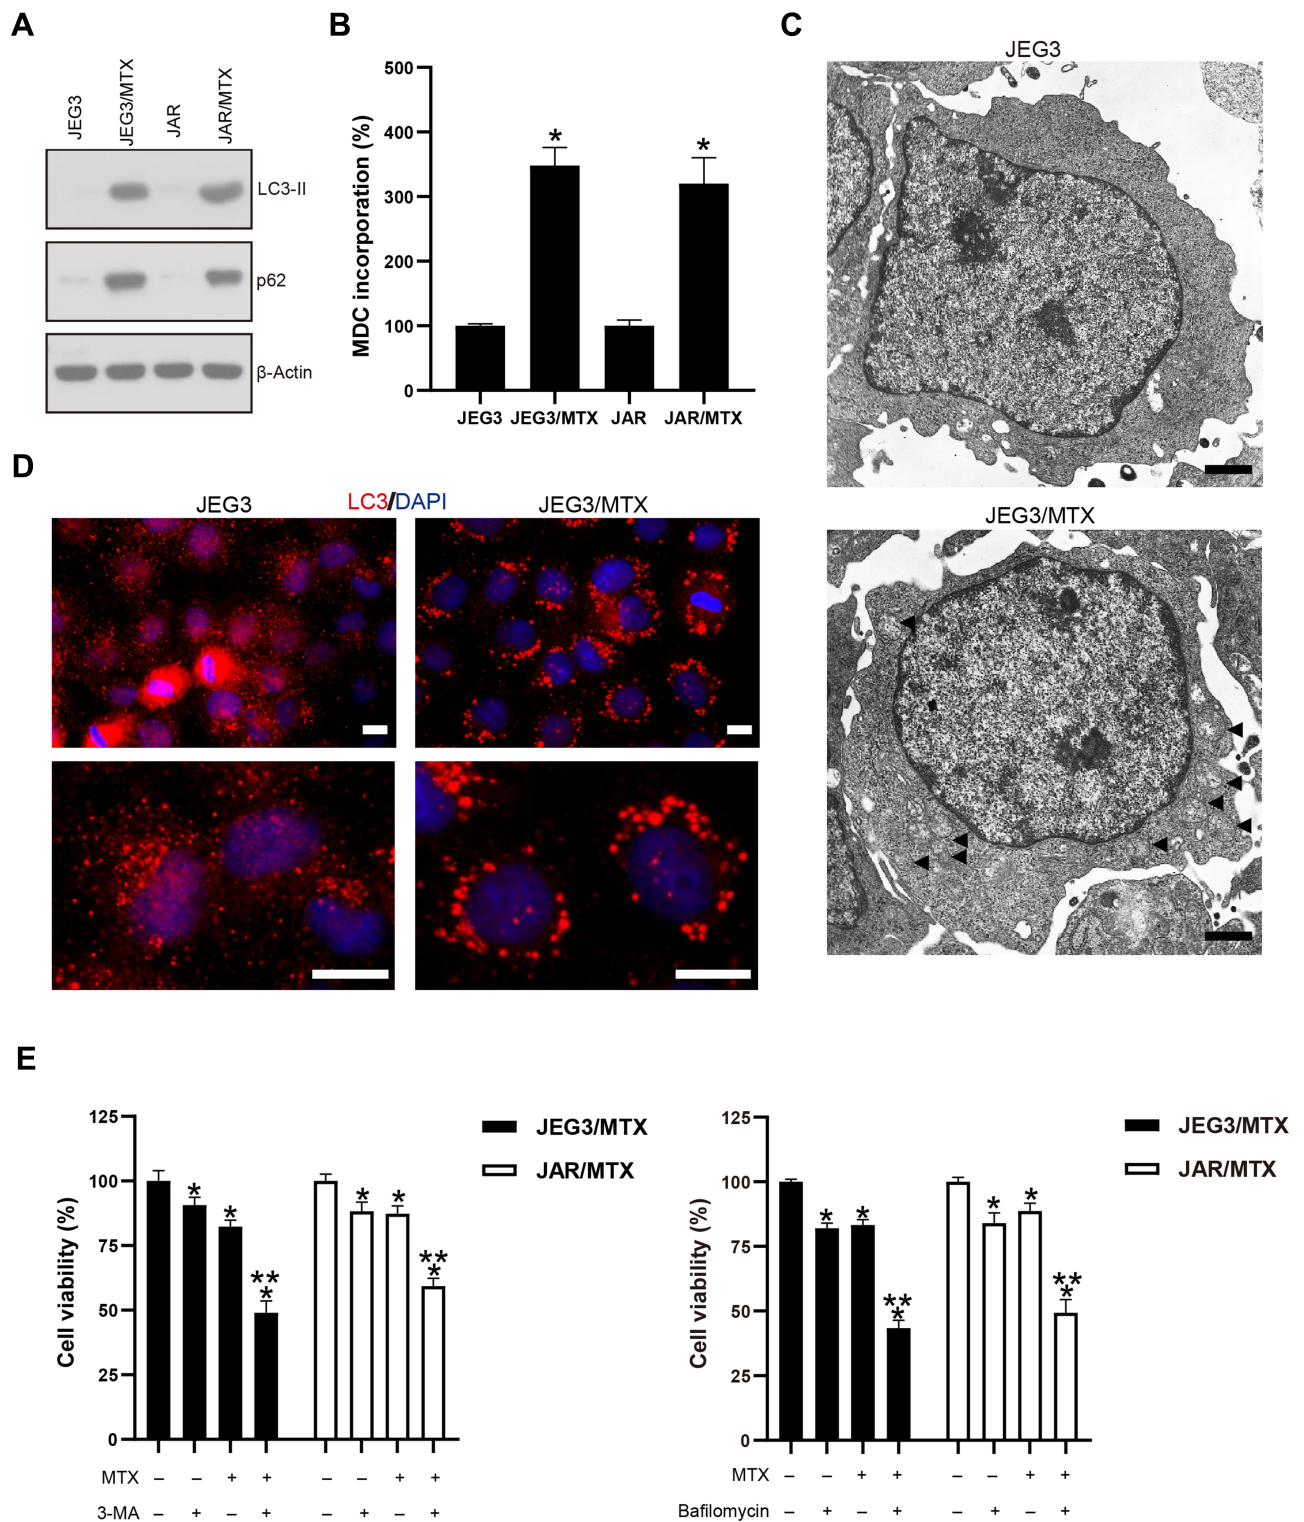 A
JEG3
JEG3/MTX
JAR
JAR/MTX
LC3-II
p62
β-Actin
B
MDC incorporation (%)
500
400
300
200
100
0
*
*
JEG3 JEG3/MTX JAR JAR/MTX
C
JEG3
JEG3/MTX
D
JEG3 LC3/DAPI JEG3/MTX
E
Cell viability (%)
125
100
75
50
25
0
* * ** *
* * ** *
JEG3/MTX
JAR/MTX
MTX – – + + – – + +
3-MA – + – + – + – +
Cell viability (%)
125
100
75
50
25
0
* * ** *
* * ** *
JEG3/MTX
JAR/MTX
MTX – – + + – – + +
Bafilomycin – + – + – + – +